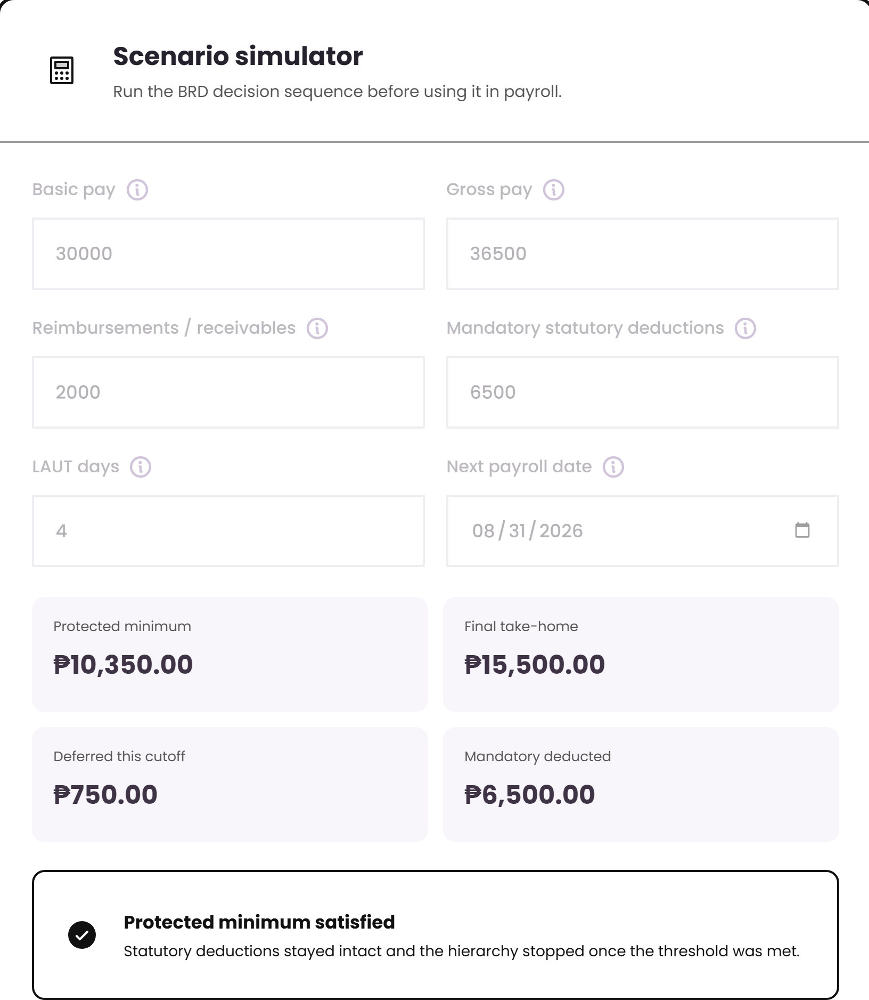 Scenario simulator
Run the BRD decision sequence before using it in payroll.
Basic pay
Gross pay
30000
36500
Reimbursements / receivables
Mandatory statutory deductions
2000
6500
LAUT days
Next payroll date
4
08/31/2026
Protected minimum
Final take-home
₱10,350.00
₱15,500.00
Deferred this cutoff
Mandatory deducted
₱750.00
₱6,500.00
Protected minimum satisfied
Statutory deductions stayed intact and the hierarchy stopped once the threshold was met.